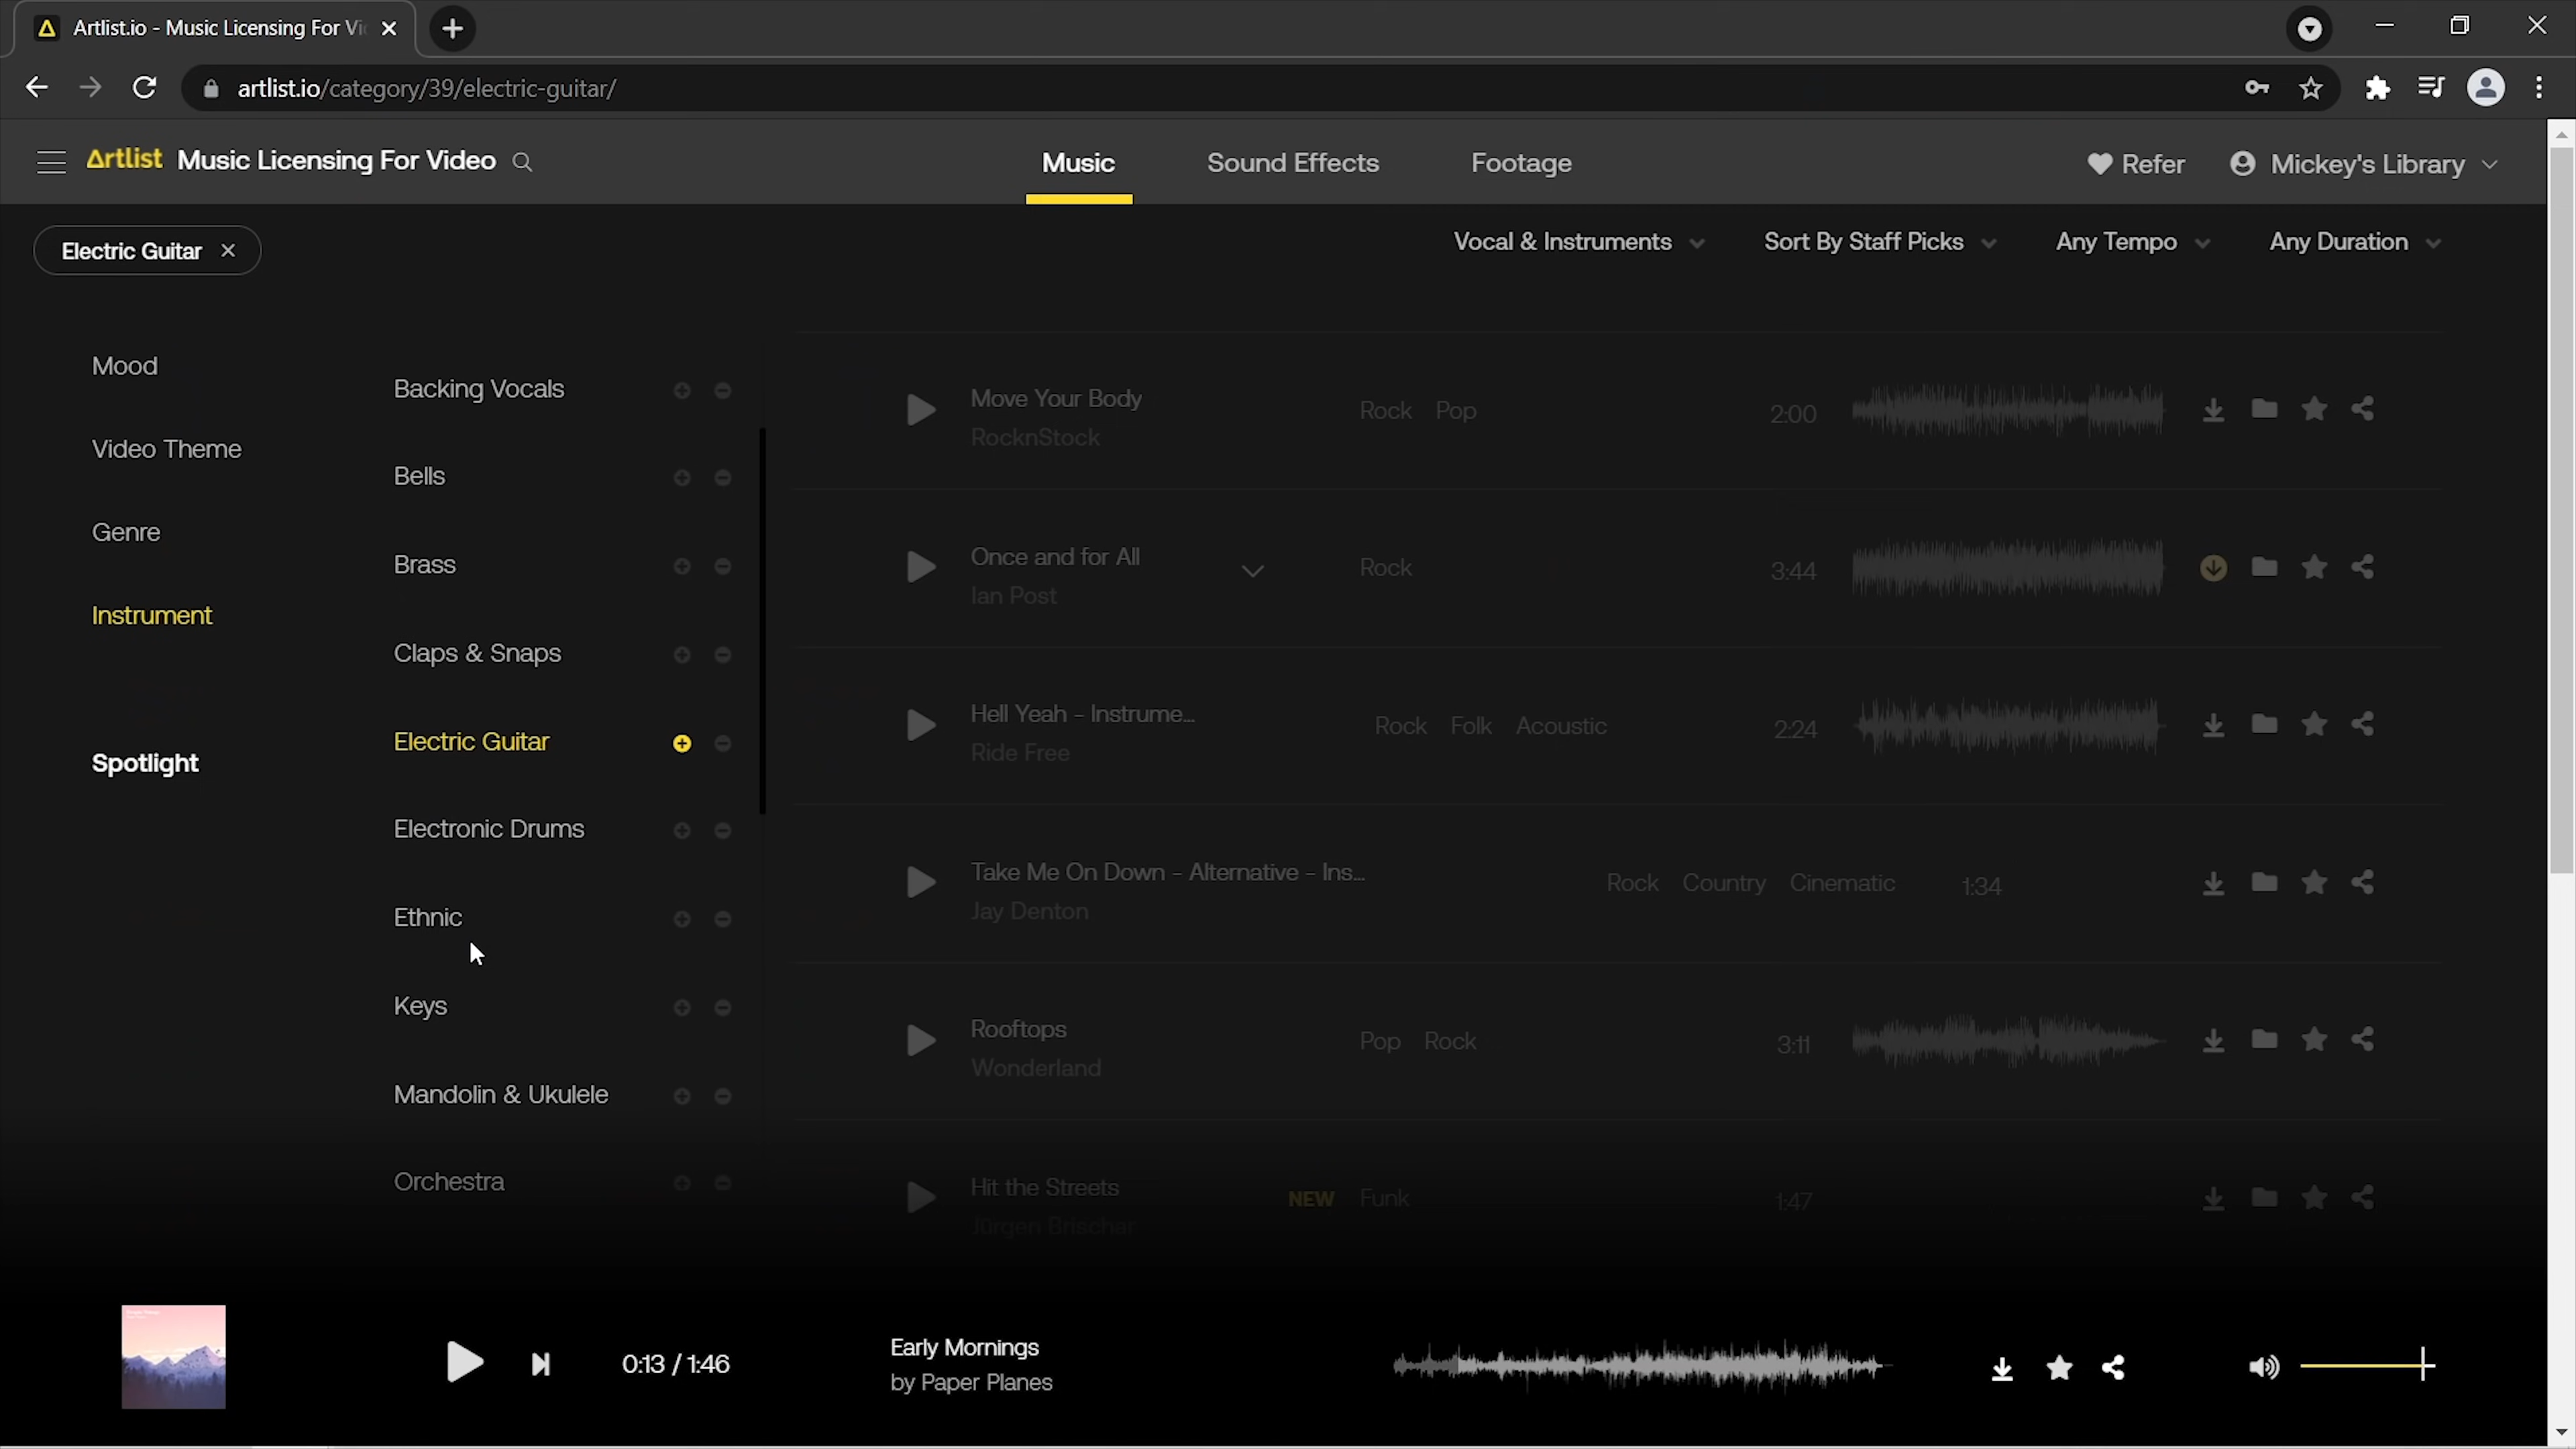 Artlist.io - Music Licensing For Vi
artlist.io/category/39/electric-guitar/
Artlist Music Licensing For Video
Music Sound Effects Footage
Refer Mickey's Library
Electric Guitar
Vocal & Instruments Sort By Staff Picks Any Tempo Any Duration
Mood
Video Theme
Genre
Instrument
Spotlight
Backing Vocals
Bells
Brass
Claps & Snaps
Electric Guitar
Electronic Drums
Ethnic
Keys
Mandolin & Ukulele
Orchestra
Move Your Body
RocknStock
Rock Pop 2:00
Once and for All
Ian Post
Rock 3:44
Hell Yeah - Instrume...
Ride Free
Rock Folk Acoustic 2:24
Take Me On Down - Alternative - Ins...
Jay Denton
Rock Country Cinematic 1:34
Rooftops
Wonderland
Pop Rock 3:11
Hit the Streets
Jürgen Brischar
NEW Funk 1:47
0:13 / 1:46
Early Mornings
by Paper Planes